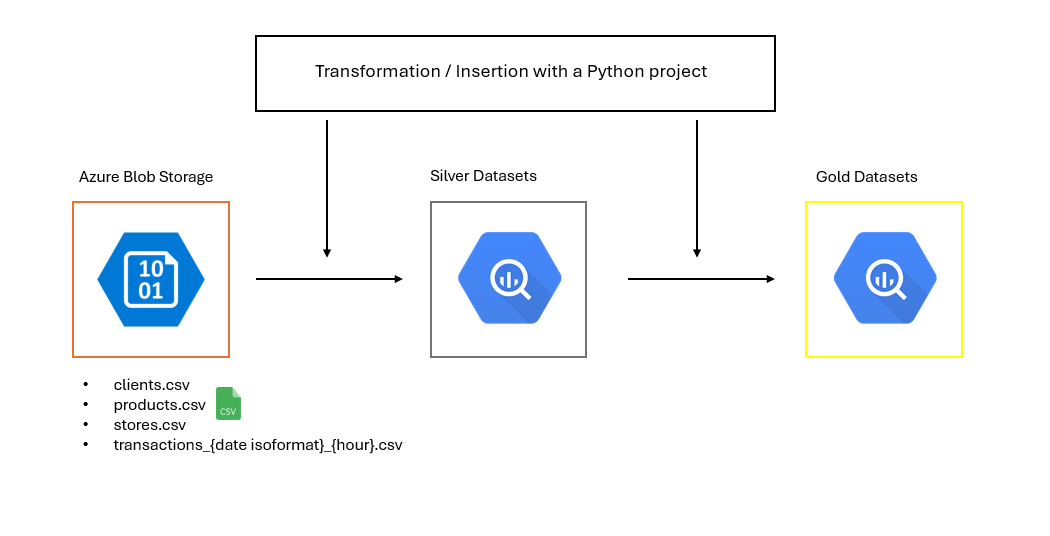 Transformation / Insertion with a Python project
Azure Blob Storage
Silver Datasets
Gold Datasets
10
01
• clients.csv
• products.csv
CSV
• stores.csv
• transactions_{date isoformat}_{hour}.csv